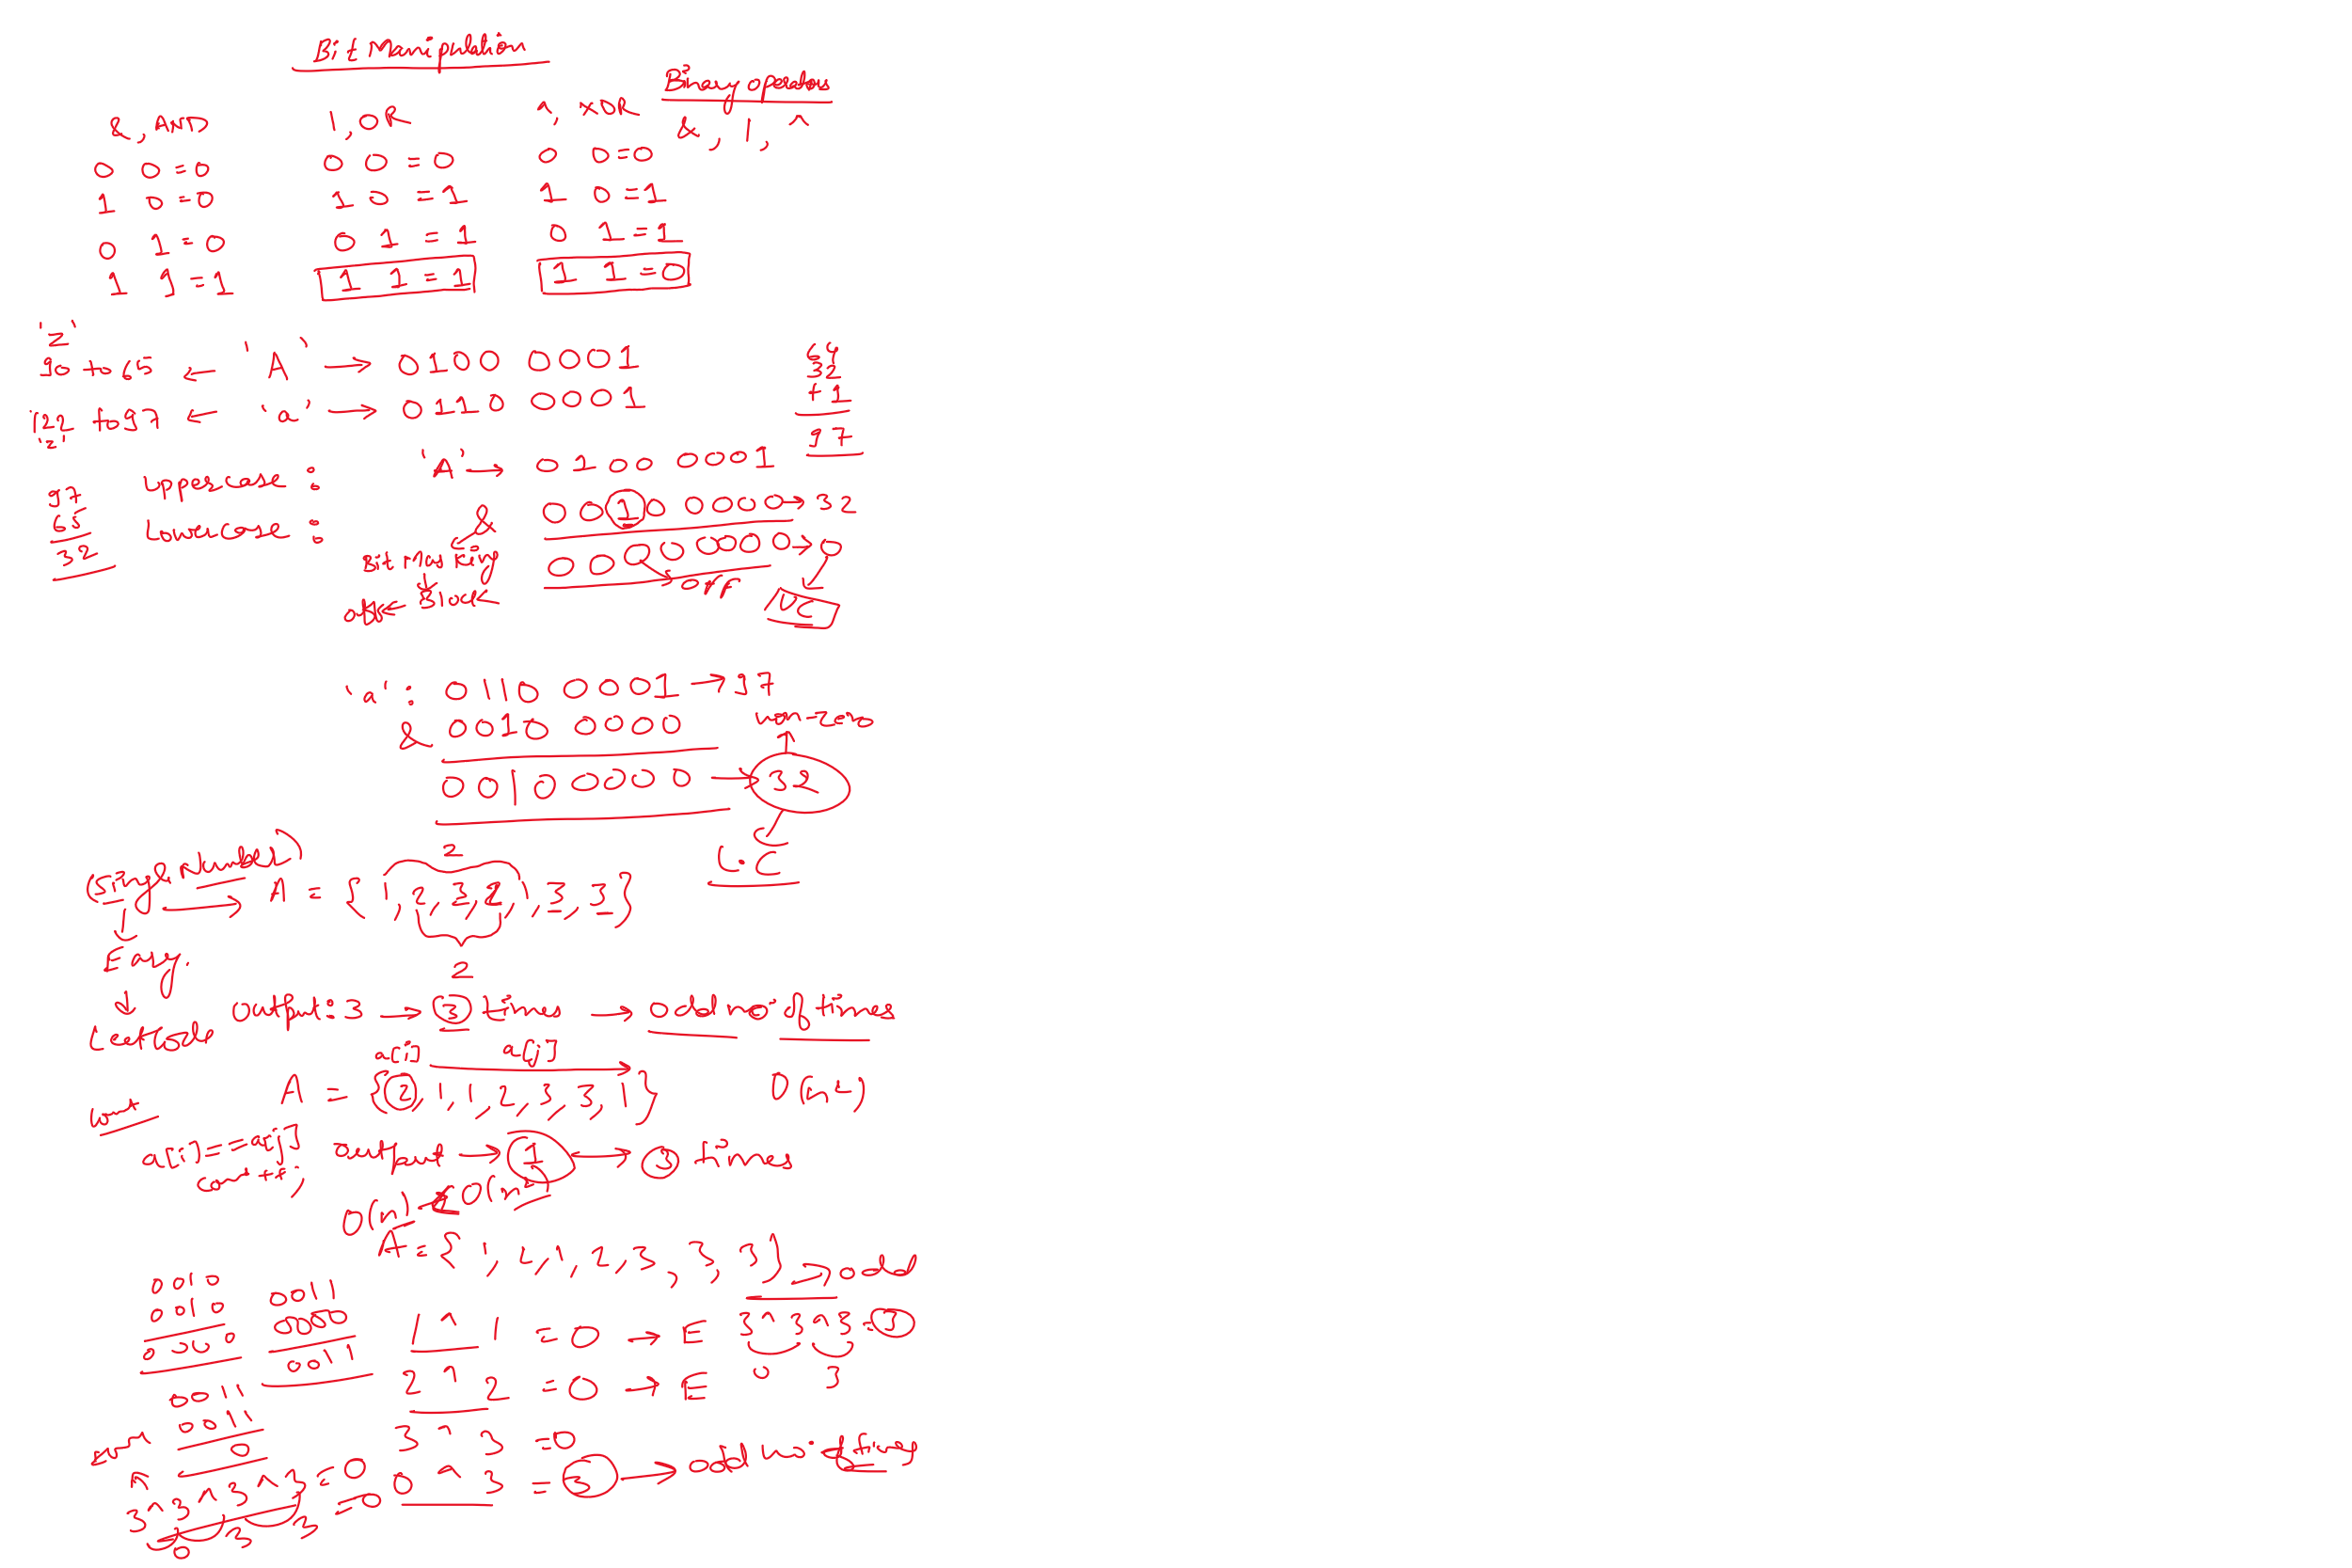 Bit Manipulation
Binary operators
&, |, ^
&, AND |, OR ^, XOR
0 0 = 0 0 0 = 0 0 0 = 0
1 0 = 0 1 0 = 1 1 0 = 1
0 1 = 0 0 1 = 1 0 1 = 1
1 1 = 1 1 1 = 1 1 1 = 0
'Z'
90 to 65 ← 'A' → 0100 0001
122 to 97 ← 'a' → 0110 0001
'z'
64
32
+ 1
97
97
65
32
Uppercase :
Lowercase :
'A' → 0100 0001
& 0010 0000 → 32
0000 0000 → 0
Bit Masking
Block
off
UC
'a' : 0110 0001 → 97
& 0010 0000
0010 0000 → 32
non-zero
L.C
(Single Number) → A = { 1, 2, 3, 2, 1, 3, 3 }
2
2
Easy.
Leetcode
output: 3 → 3 times → odd no of times
a[i] a[j]
A = {2, 1, 1, 2, 3, 3, 1} O(n2)
a[i]==a[j]
count++;
output → 1 → 3 times
O(n) O(n2)
A = { 1, 2, 1, 2, 3, 3, 3} → odd
0010
0010
0000
0011
0000
0011
1 ^ 1 = 0 → E 3^3^3 = 3
2 ^ 2 = 0 → E 0 3
0011
0011
0
3 ^ 3 = 0
0 ^ 3 = 3 → odd no. of times
even
3^3^3^3 = 0
= 0
0 3 3